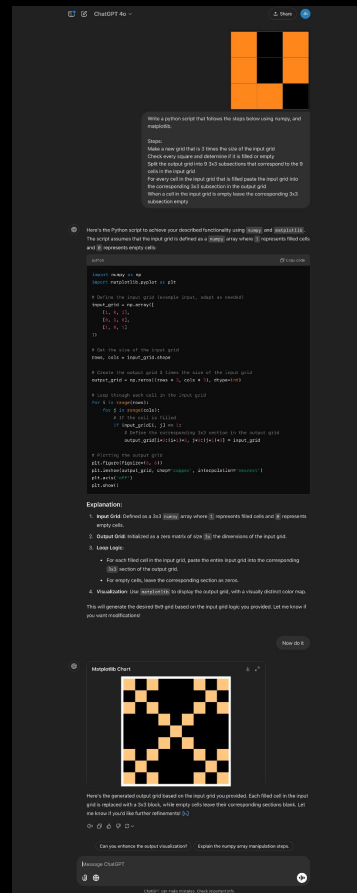 ChatGPT 4o
Share
Write a python script that follows the steps below using numpy, and
matplotlib.
Steps:
Make a new grid that is 3 times the size of the input grid
Check every square and determine if it is filled or empty
Split the output grid into 9 3x3 subsections that correspond to the 9
cells in the input grid
For every cell in the input grid that is filled paste the input grid into
the corresponding 3x3 subsection in the output grid
When a cell in the input grid is empty leave the corresponding 3x3
subsection empty
Here's the Python script to achieve your described functionality using numpy and matplotlib.
The script assumes that the input grid is defined as a numpy array where 1 represents filled cells
and 0 represents empty cells:
python
Copy code
import numpy as np
import matplotlib.pyplot as plt
# Define the input grid (example input, adapt as needed)
input_grid = np.array([
[1, 0, 1],
[0, 1, 0],
[1, 0, 1]
])
# Get the size of the input grid
rows, cols = input_grid.shape
# Create the output grid 3 times the size of the input grid
output_grid = np.zeros((rows * 3, cols * 3), dtype=int)
# Loop through each cell in the input grid
for i in range(rows):
for j in range(cols):
# If the cell is filled
if input_grid[i, j] == 1:
# Define the corresponding 3x3 section in the output grid
output_grid[i*3:(i+1)*3, j*3:(j+1)*3] = input_grid
# Plotting the output grid
plt.figure(figsize=(6, 6))
plt.imshow(output_grid, cmap='copper', interpolation='nearest')
plt.axis('off')
plt.show()
Explanation:
1. Input Grid: Defined as a 3x3 numpy array where 1 represents filled cells and 0 represents
empty cells.
2. Output Grid: Initialized as a zero matrix of size 3x the dimensions of the input grid.
3. Loop Logic:
• For each filled cell in the input grid, paste the entire input grid into the corresponding
3x3 section of the output grid.
• For empty cells, leave the corresponding section as zeros.
4. Visualization: Use matplotlib to display the output grid, with a visually distinct color map.
This will generate the desired 9x9 grid based on the input grid logic you provided. Let me know if
you want modifications!
Now do it
Matplotlib Chart
Here's the generated output grid based on the input grid you provided. Each filled cell in the input
grid is replaced with a 3x3 block, while empty cells leave their corresponding sections blank. Let
me know if you'd like further refinements! [>-]
Can you enhance the output visualization?
Explain the numpy array manipulation steps.
Message ChatGPT
ChatGPT can make mistakes. Check important info.